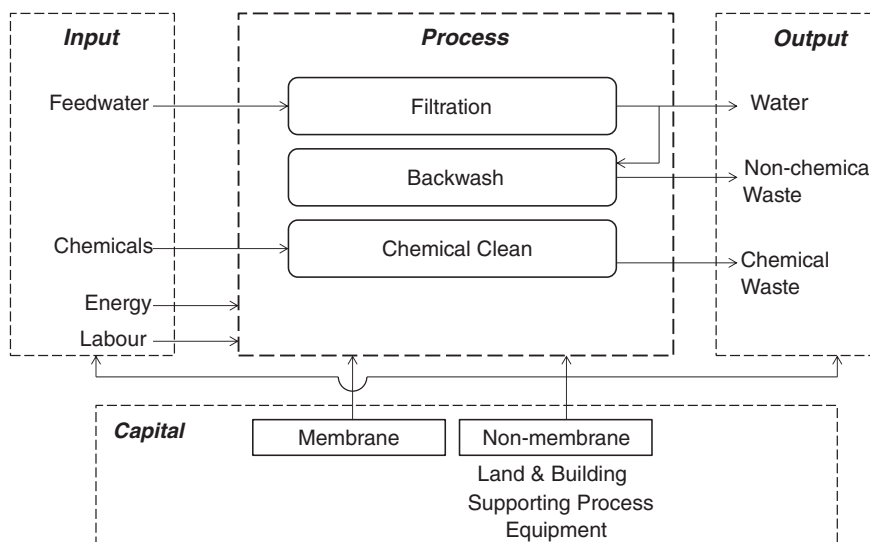 Input
Process
Output
Feedwater
Filtration
Water
Backwash
Non-chemical
Waste
Chemicals
Chemical Clean
Chemical
Waste
Energy
Labour
Capital
Membrane
Non-membrane
Land & Building
Supporting Process
Equipment